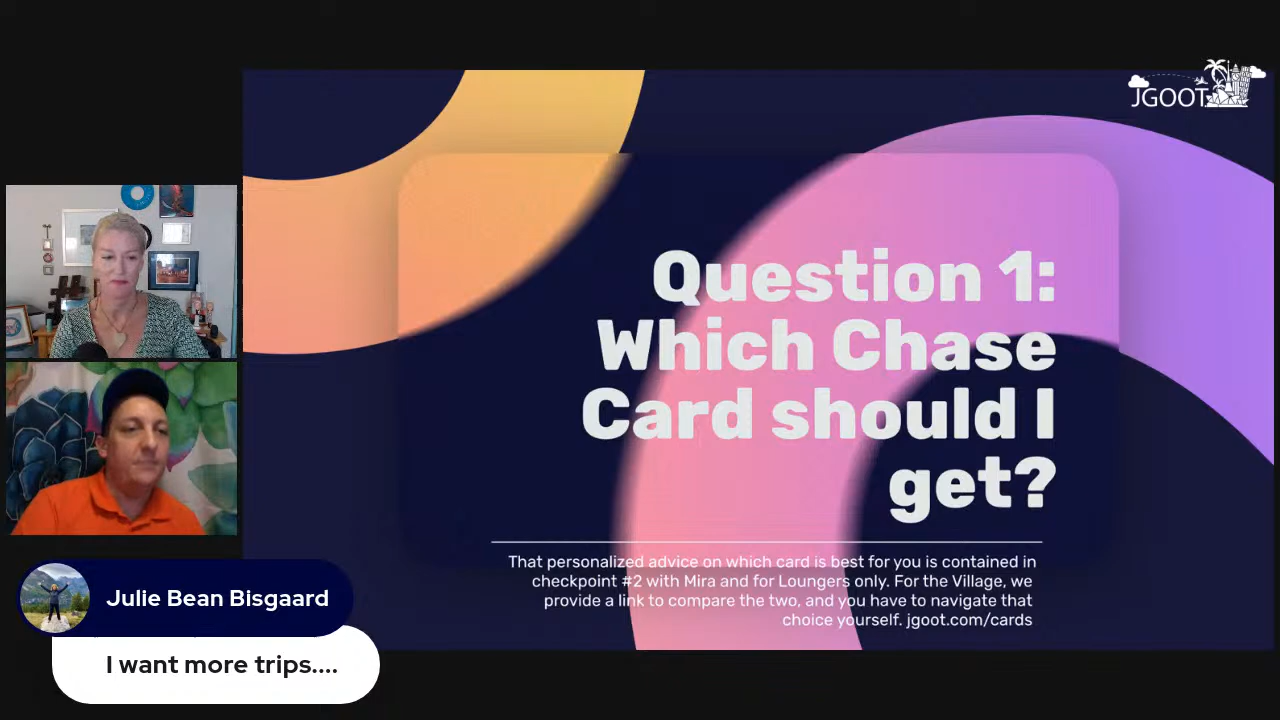 JGOOT
Question 1:
Which Chase
Card should I
get?
That personalized advice on which card is best for you is contained in
checkpoint #2 with Mira and for Loungers only. For the Village, we
provide a link to compare the two, and you have to navigate that
choice yourself. jgoot.com/cards
Julie Bean Bisgaard
I want more trips....